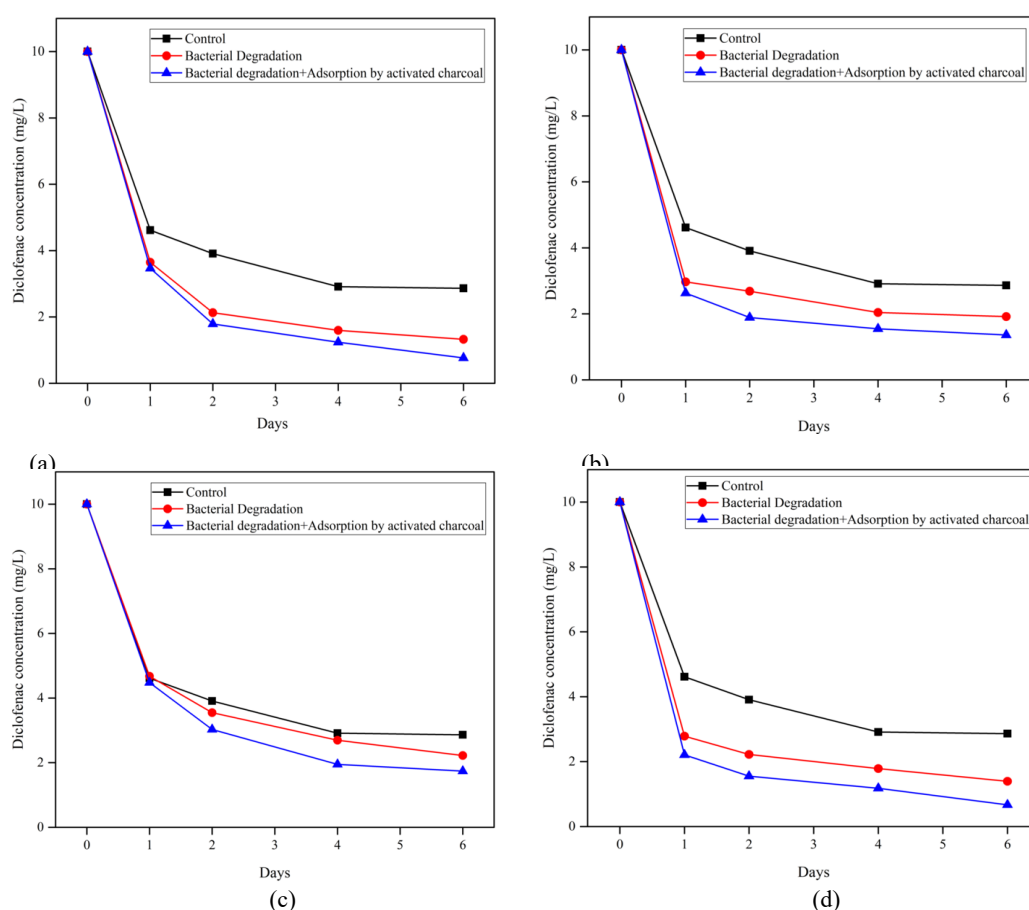 Control
Bacterial Degradation
Bacterial degradation+Adsorption by activated charcoal
Diclofenac concentration (mg/L)
10
8
6
4
2
0
0 1 2 3 4 5 6
Days
(a)
Control
Bacterial Degradation
Bacterial degradation+Adsorption by activated charcoal
Diclofenac concentration (mg/L)
10
8
6
4
2
0
0 1 2 3 4 5 6
Days
(b)
Control
Bacterial Degradation
Bacterial degradation+Adsorption by activated charcoal
Diclofenac concentration (mg/L)
10
8
6
4
2
0
0 1 2 3 4 5 6
Days
(c)
Control
Bacterial Degradation
Bacterial degradation+Adsorption by activated charcoal
Diclofenac concentration (mg/L)
10
8
6
4
2
0
0 1 2 3 4 5 6
Days
(d)